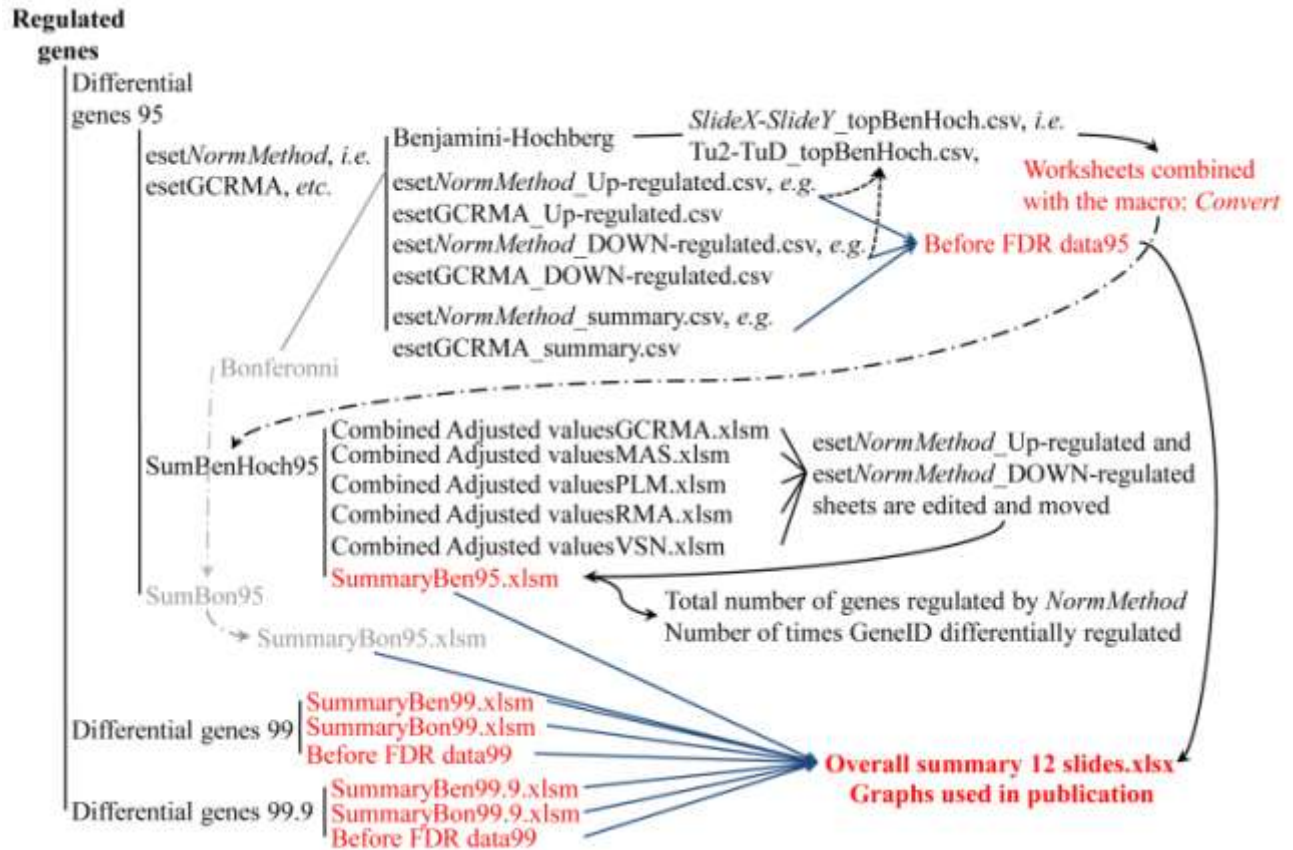 Regulated
genes
Differential
genes 95
esetNormMethod, i.e.
esetGCRMA, etc.
Benjamini-Hochberg
SlideX-SlideY_topBenHoch.csv, i.e.
Tu2-TuD_topBenHoch.csv,
esetNormMethod_Up-regulated.csv, e.g.
esetGCRMA_Up-regulated.csv
esetNormMethod_DOWN-regulated.csv, e.g.
esetGCRMA_DOWN-regulated.csv
esetNormMethod_summary.csv, e.g.
esetGCRMA_summary.csv
Worksheets combined
with the macro: Convert
Before FDR data95
Bonferonni
SumBenHoch95
Combined Adjusted valuesGCRMA.xlsm
Combined Adjusted valuesMAS.xlsm
Combined Adjusted valuesPLM.xlsm
Combined Adjusted valuesRMA.xlsm
Combined Adjusted valuesVSN.xlsm
SummaryBen95.xlsm
esetNormMethod_Up-regulated and
esetNormMethod_DOWN-regulated
sheets are edited and moved
Total number of genes regulated by NormMethod
Number of times GeneID differentially regulated
SumBon95
SummaryBon95.xlsm
Differential genes 99
SummaryBen99.xlsm
SummaryBon99.xlsm
Before FDR data99
Differential genes 99.9
SummaryBen99.9.xlsm
SummaryBon99.9.xlsm
Before FDR data99
Overall summary 12 slides.xlsx
Graphs used in publication